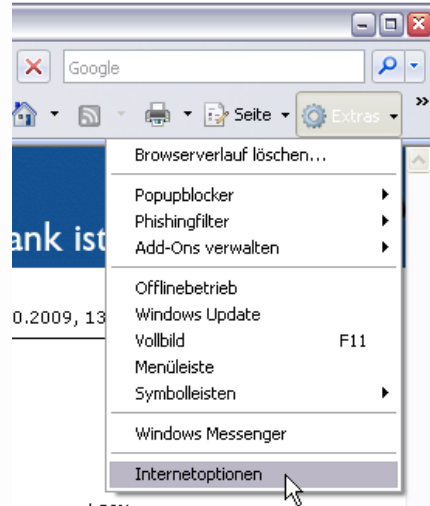 Google
Seite
Extras
»
Browserverlauf löschen...
Popupblocker
Phishingfilter
ank ist
Add-Ons verwalten
Offlinebetrieb
0.2009, 13
Windows Update
Vollbild F11
Menüleiste
Symbolleisten
Windows Messenger
Internetoptionen